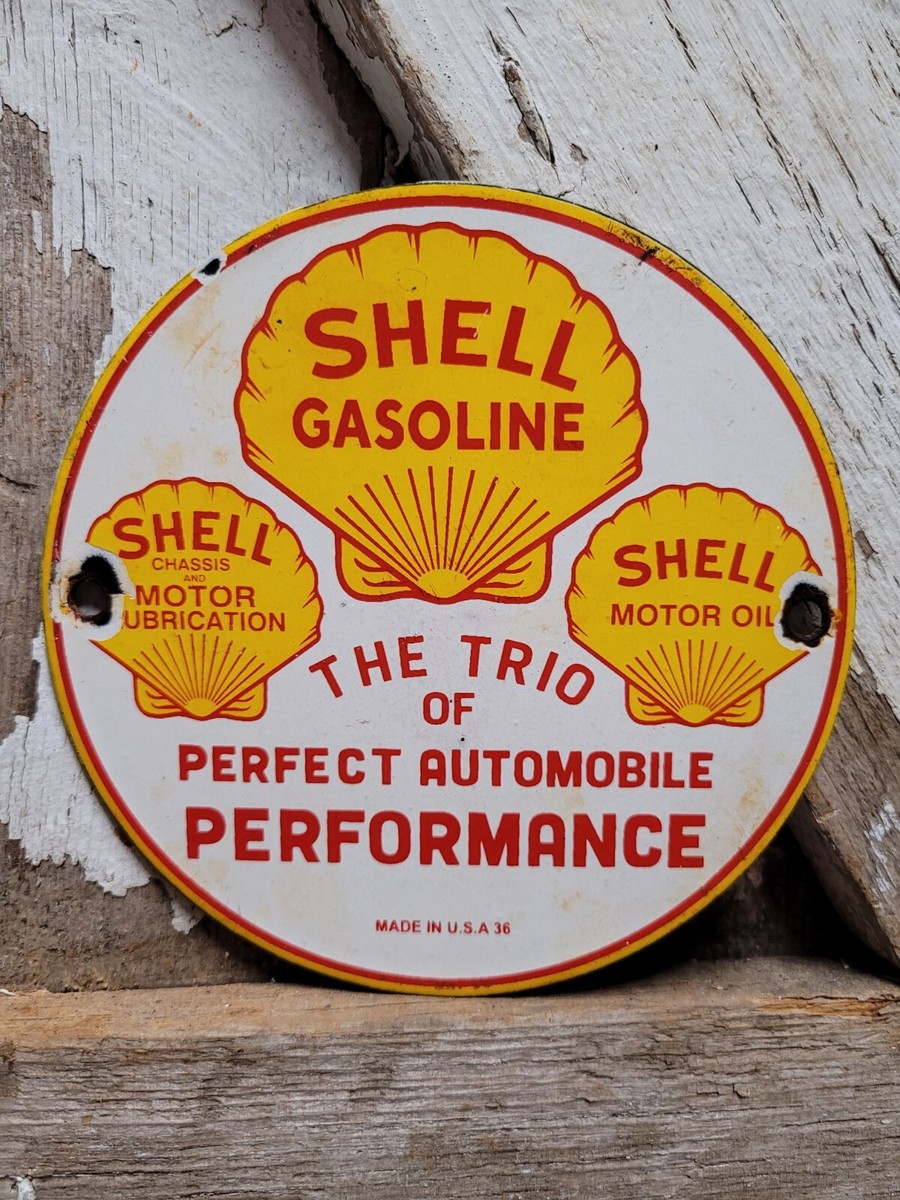 SHELL
GASOLINE
SHELL
CHASSIS
AND
MOTOR
UBRICATION
SHELL
MOTOR OIL
THE TRIO
OF
PERFECT AUTOMOBILE
PERFORMANCE
MADE IN U.S.A 36